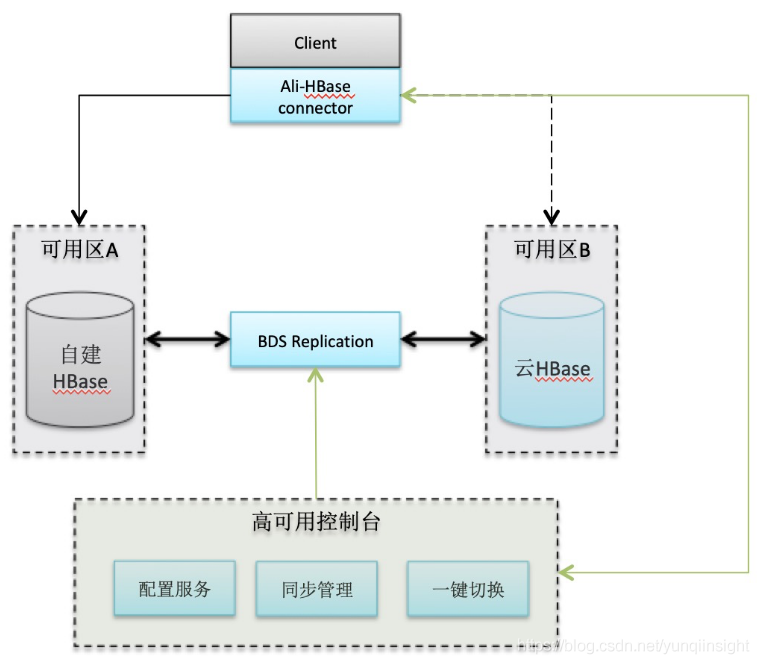 Client
Ali-HBase
connector
可用区A
可用区B
自建
HBase
BDS Replication
云HBase
高可用控制台
配置服务
同步管理
一键切换
https://blog.csdn.net/yunqiinsight